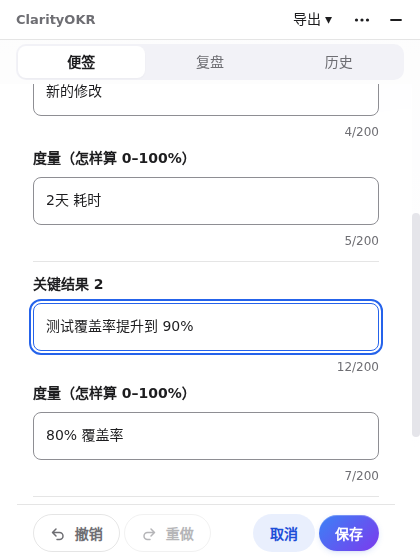 ClarityOKR
导出 ▾ ••• −
便签 复盘 历史
新的修改
4/200
度量（怎样算 0–100%）
2天 耗时
5/200
关键结果 2
测试覆盖率提升到 90%
12/200
度量（怎样算 0–100%）
80% 覆盖率
7/200
撤销 重做 取消 保存